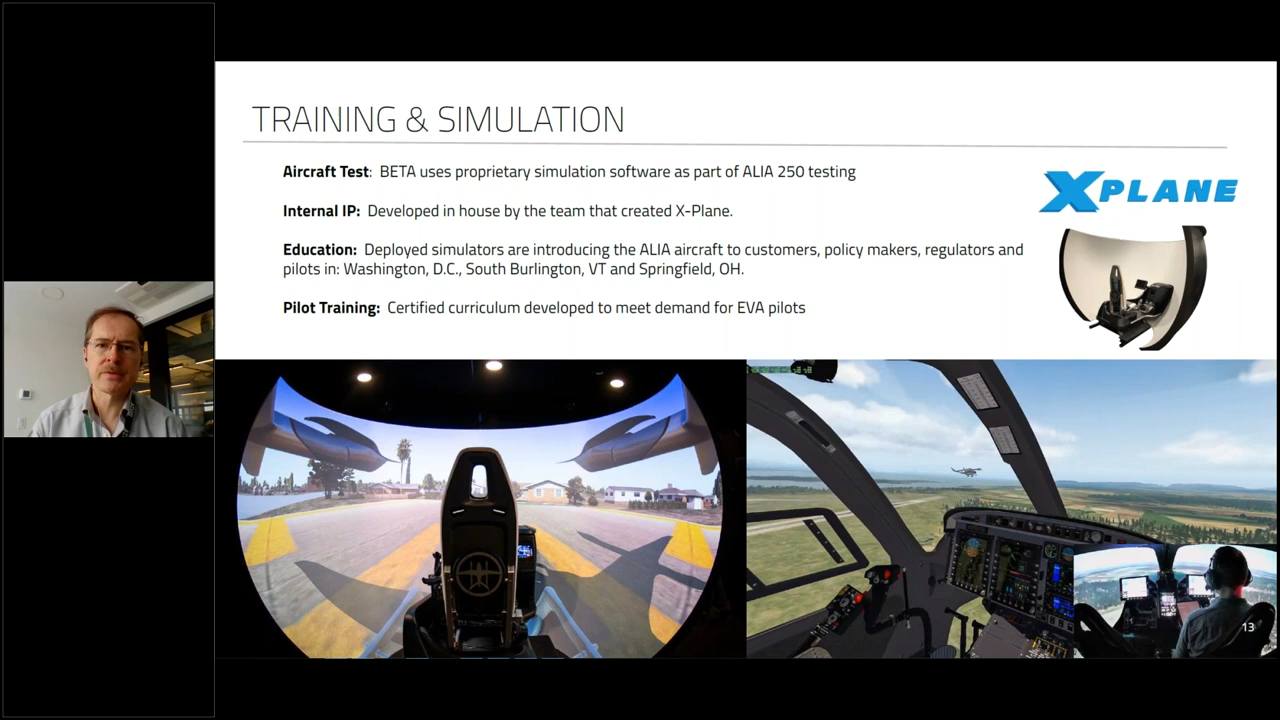 TRAINING & SIMULATION
Aircraft Test: BETA uses proprietary simulation software as part of ALIA 250 testing
Internal IP: Developed in house by the team that created X-Plane.
Education: Deployed simulators are introducing the ALIA aircraft to customers, policy makers, regulators and
pilots in: Washington, D.C., South Burlington, VT and Springfield, OH.
Pilot Training: Certified curriculum developed to meet demand for EVA pilots
XPLANE
13